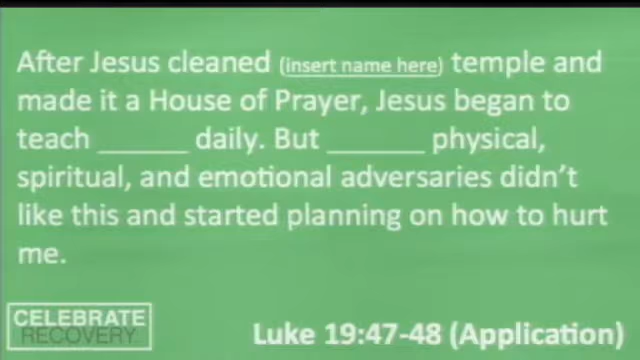 After Jesus cleaned (insert name here) temple and
made it a House of Prayer, Jesus began to
teach ______ daily. But ______ physical,
spiritual, and emotional adversaries didn't
like this and started planning on how to hurt
me.
CELEBRATE
RECOVERY
Luke 19:47-48 (Application)